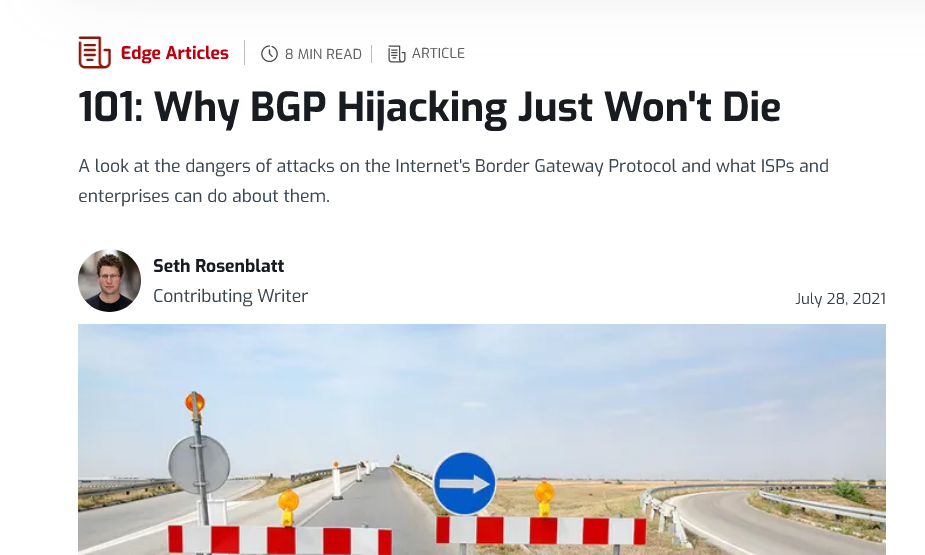 Edge Articles 8 MIN READ ARTICLE
101: Why BGP Hijacking Just Won't Die
A look at the dangers of attacks on the Internet's Border Gateway Protocol and what ISPs and
enterprises can do about them.
Seth Rosenblatt
Contributing Writer
July 28, 2021